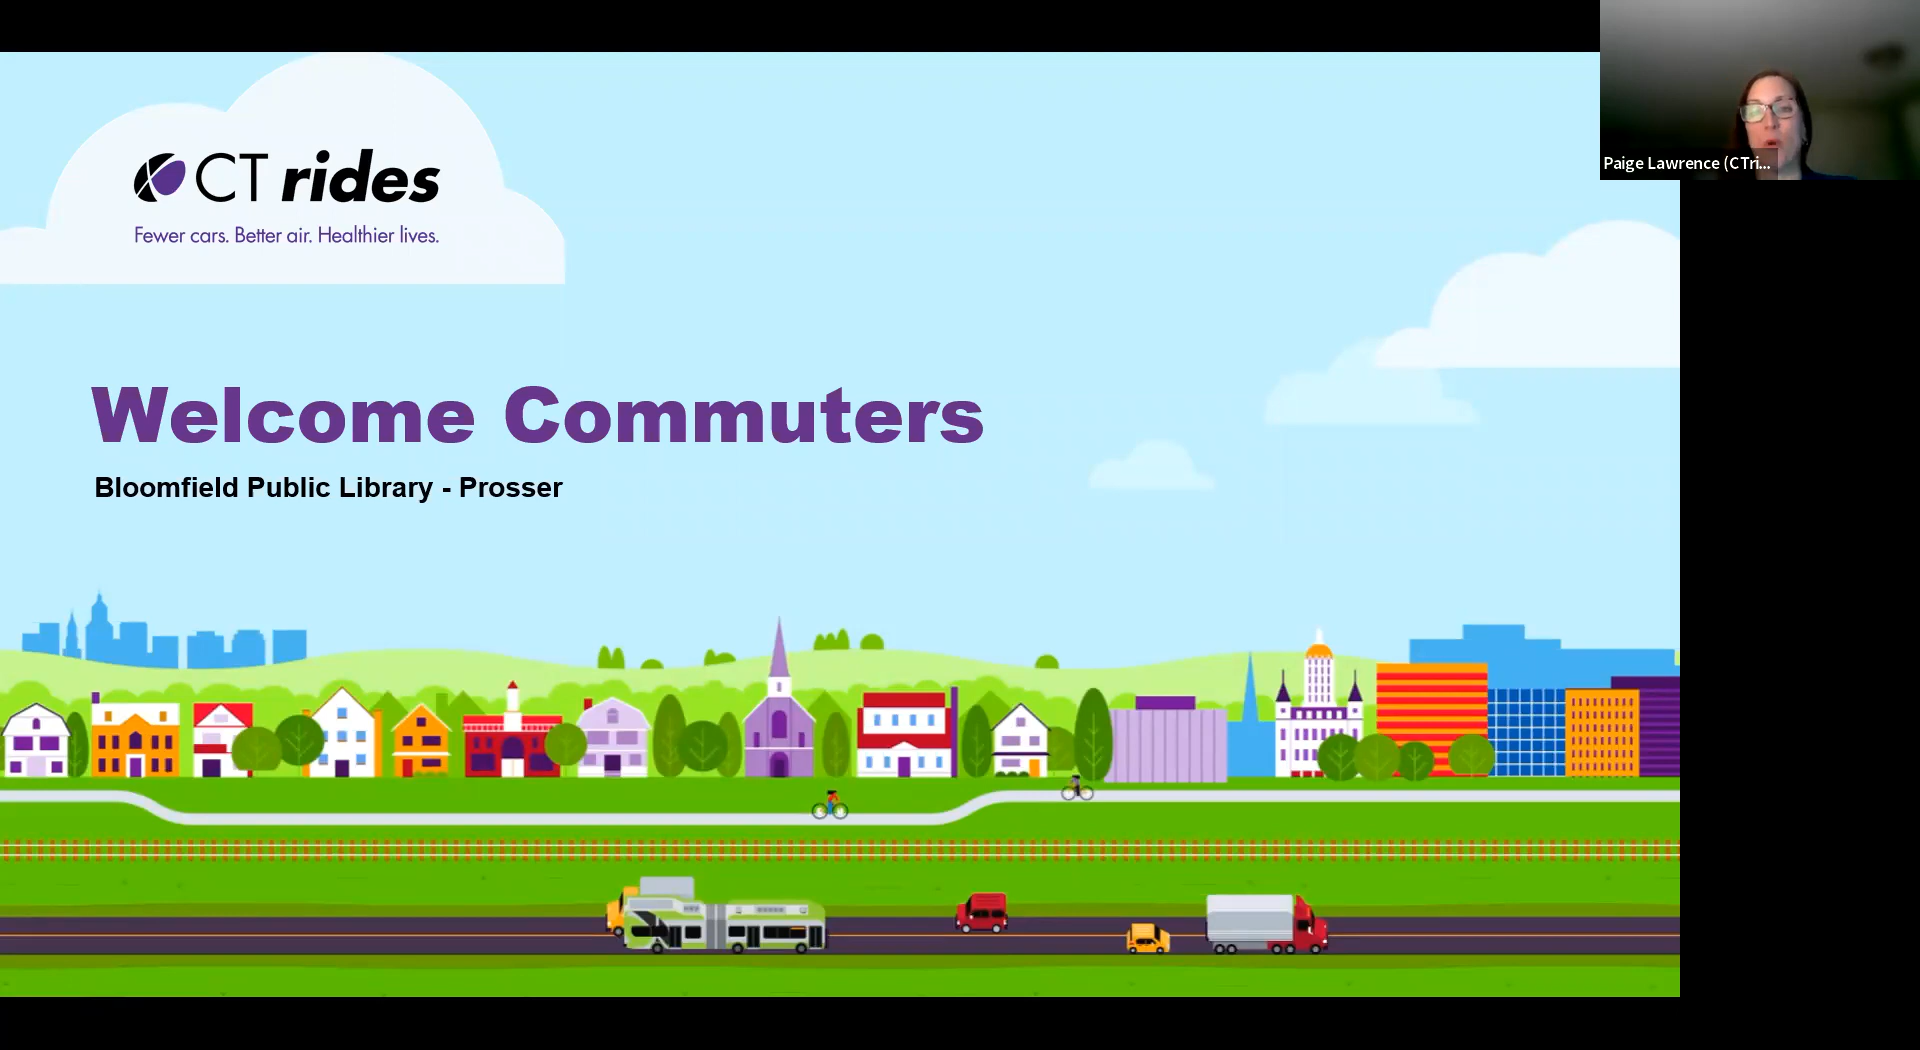 CT rides
Fewer cars. Better air. Healthier lives.
Paige Lawrence (CTri...
Welcome Commuters
Bloomfield Public Library - Prosser